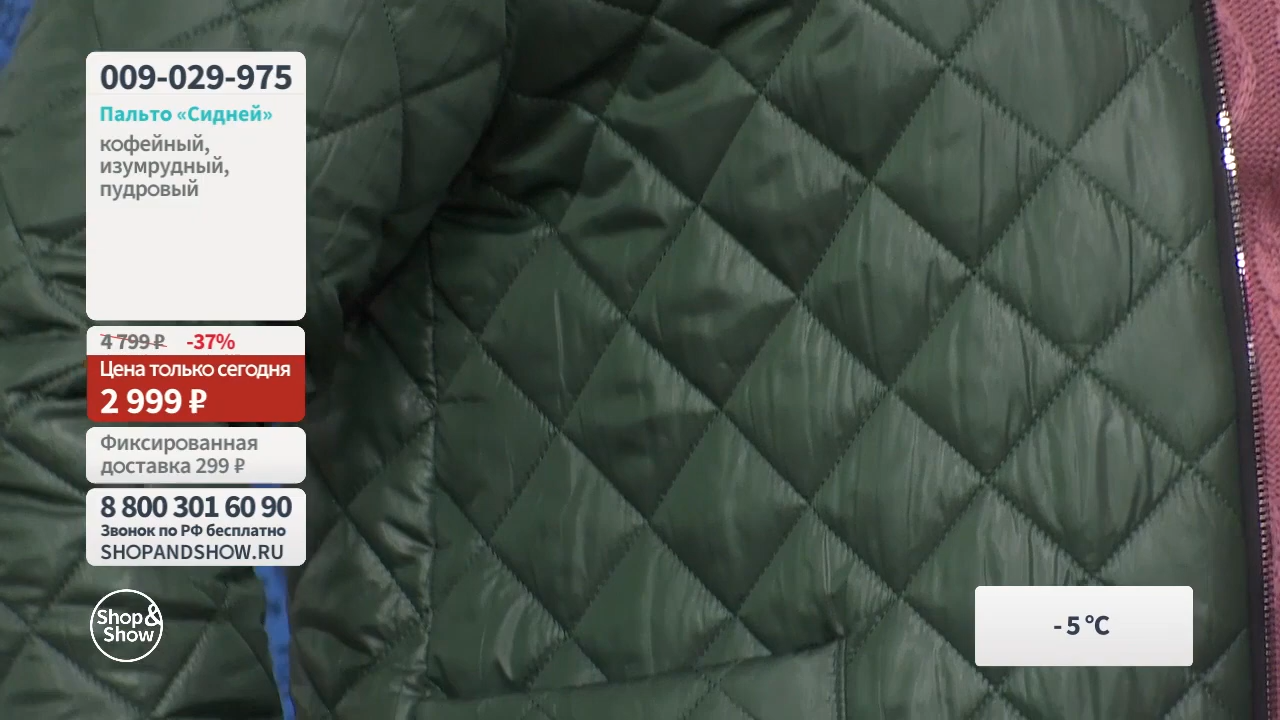 009-029-975
Пальто «Сидней»
кофейный,
изумрудный,
пудровый
4 799 ₽ -37%
Цена только сегодня
2 999 ₽
Фиксированная
доставка 299 ₽
8 800 301 60 90
Звонок по РФ бесплатно
SHOPANDSHOW.RU
Shop&
Show
- 5 °C